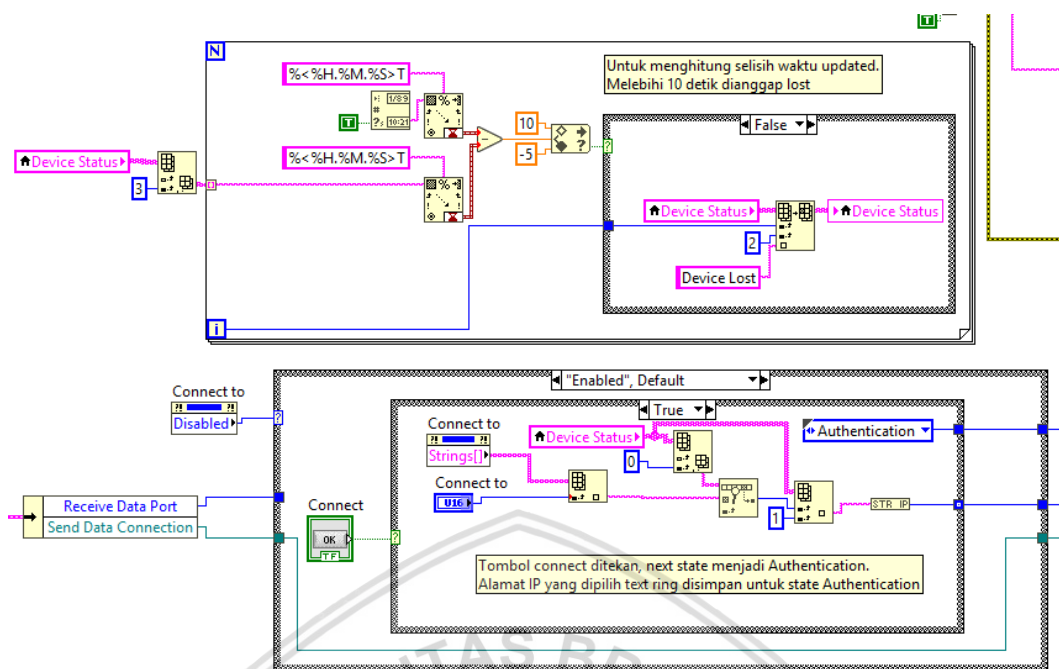 T
N
%<%H.%M.%S>T
Untuk menghitung selisih waktu updated.
Melebihi 10 detik dianggap lost
T
10
-5
False
?
Device Status
3
%<%H.%M.%S>T
Device Status
Device Status
2
Device Lost
i
"Enabled", Default
Connect to
Disabled
?
True
Connect to
Strings[]
Device Status
Authentication
0
Connect to
U16
1
STR IP
Receive Data Port
Send Data Connection
Connect
OK
TF
?
Tombol connect ditekan, next state menjadi Authentication.
Alamat IP yang dipilih text ring disimpan untuk state Authentication